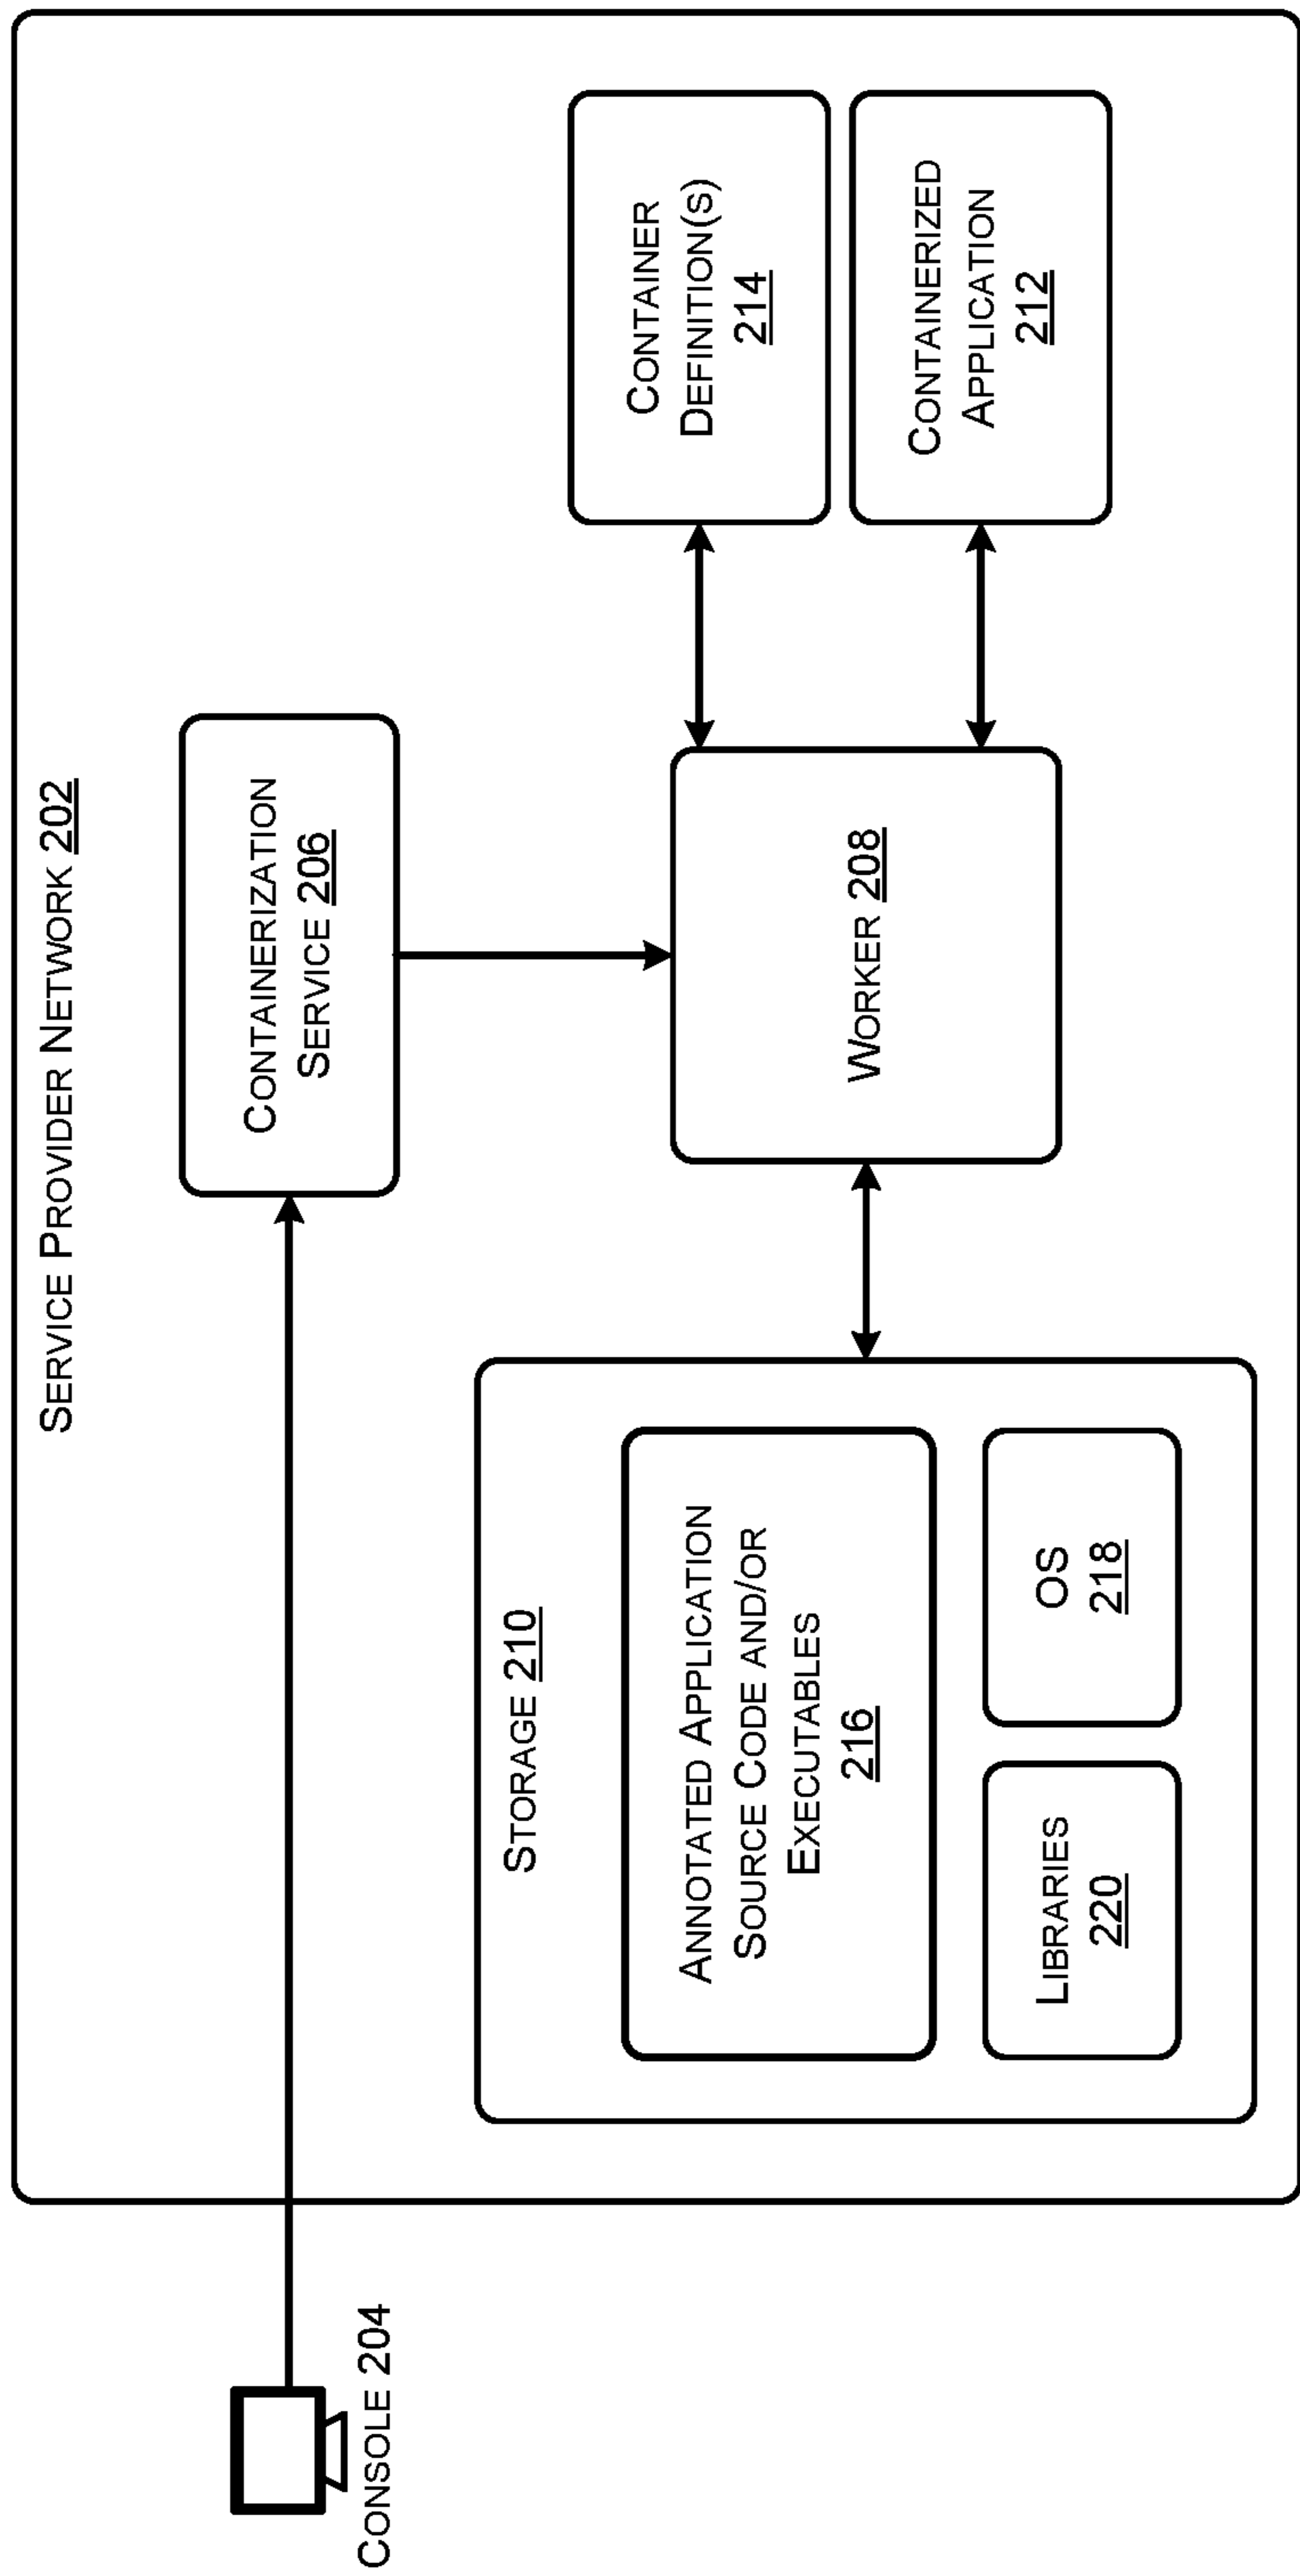 SERVICE PROVIDER NETWORK 202
CONSOLE 204
CONTAINERIZATION
SERVICE 206
STORAGE 210
ANNOTATED APPLICATION
SOURCE CODE AND/OR
EXECUTABLES
216
LIBRARIES
220
OS
218
WORKER 208
CONTAINER
DEFINITION(S)
214
CONTAINERIZED
APPLICATION
212